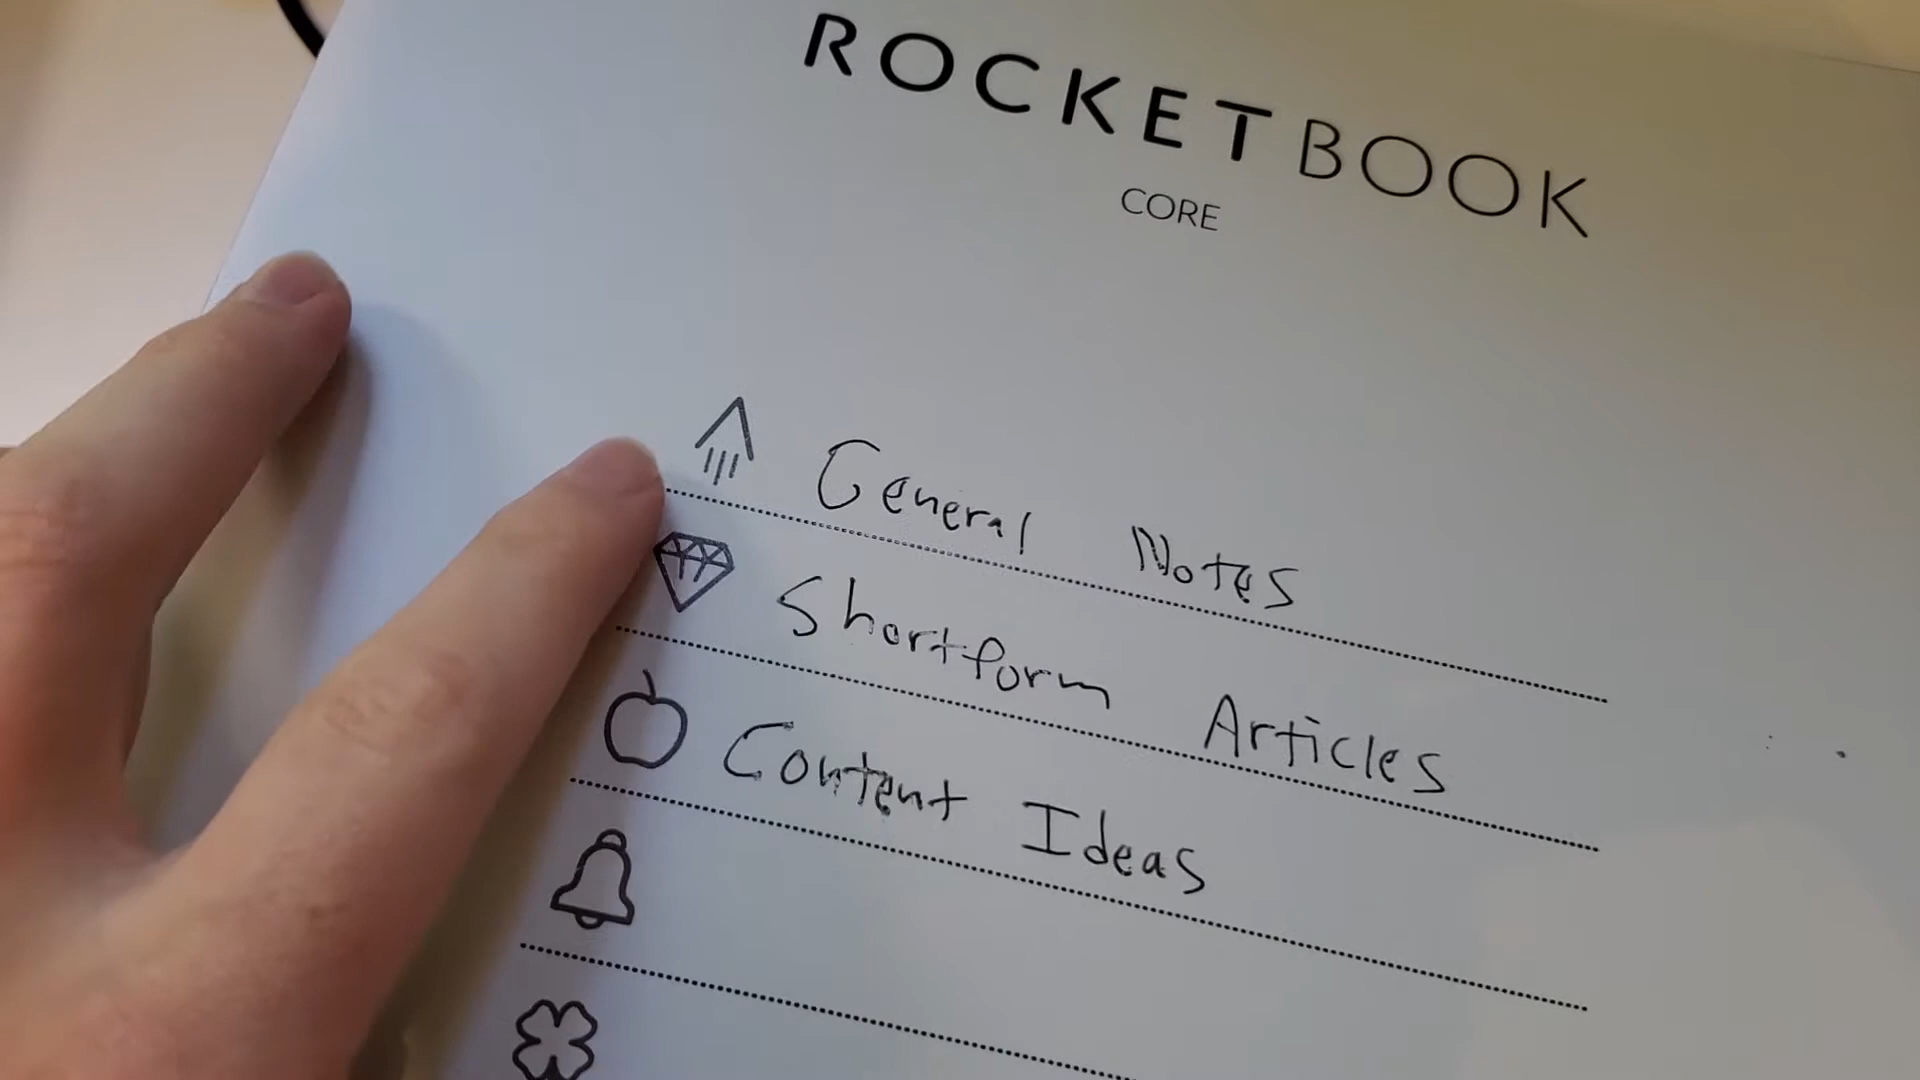 ROCKETBOOK
CORE
General Notes
Shortform Articles
Content Ideas